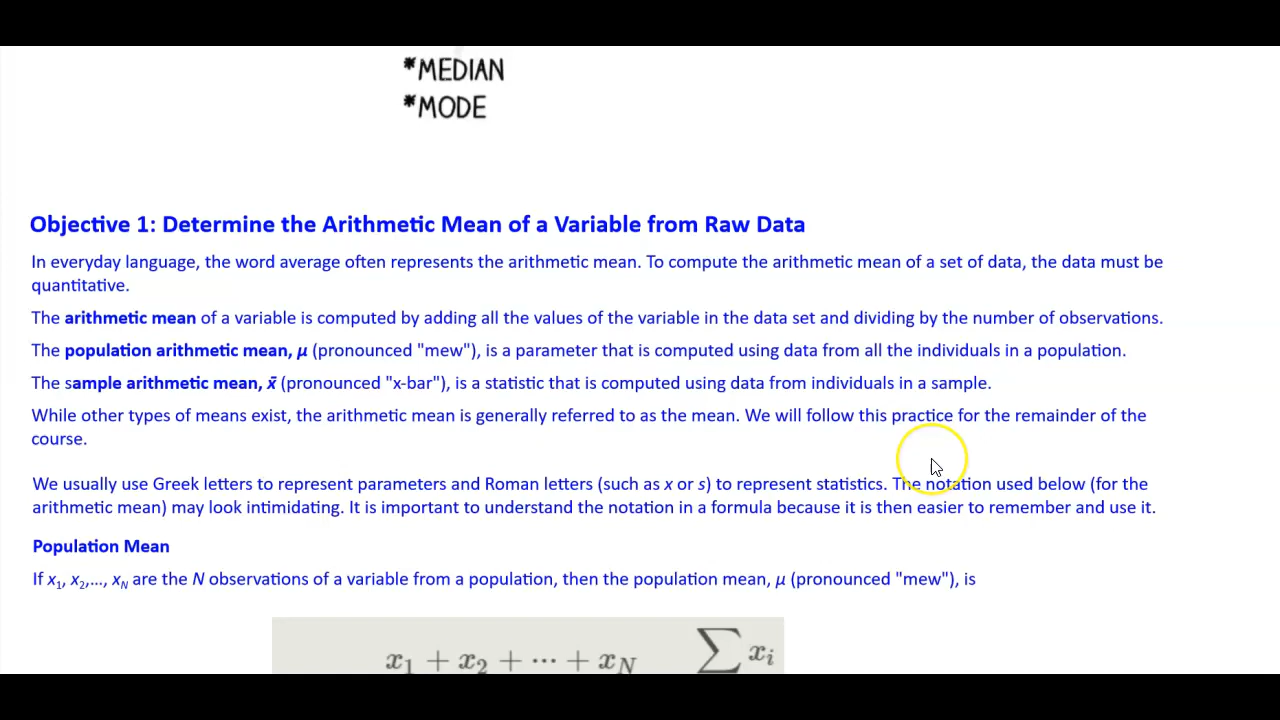 *MEDIAN
*MODE
Objective 1: Determine the Arithmetic Mean of a Variable from Raw Data
In everyday language, the word average often represents the arithmetic mean. To compute the arithmetic mean of a set of data, the data must be
quantitative.
The arithmetic mean of a variable is computed by adding all the values of the variable in the data set and dividing by the number of observations.
The population arithmetic mean, μ (pronounced "mew"), is a parameter that is computed using data from all the individuals in a population.
The sample arithmetic mean, x̄ (pronounced "x-bar"), is a statistic that is computed using data from individuals in a sample.
While other types of means exist, the arithmetic mean is generally referred to as the mean. We will follow this practice for the remainder of the
course.
We usually use Greek letters to represent parameters and Roman letters (such as x or s) to represent statistics. The notation used below (for the
arithmetic mean) may look intimidating. It is important to understand the notation in a formula because it is then easier to remember and use it.
Population Mean
If x₁, x₂,..., x_N are the N observations of a variable from a population, then the population mean, μ (pronounced "mew"), is
x₁ + x₂ + ··· + x_N ∑ xᵢ